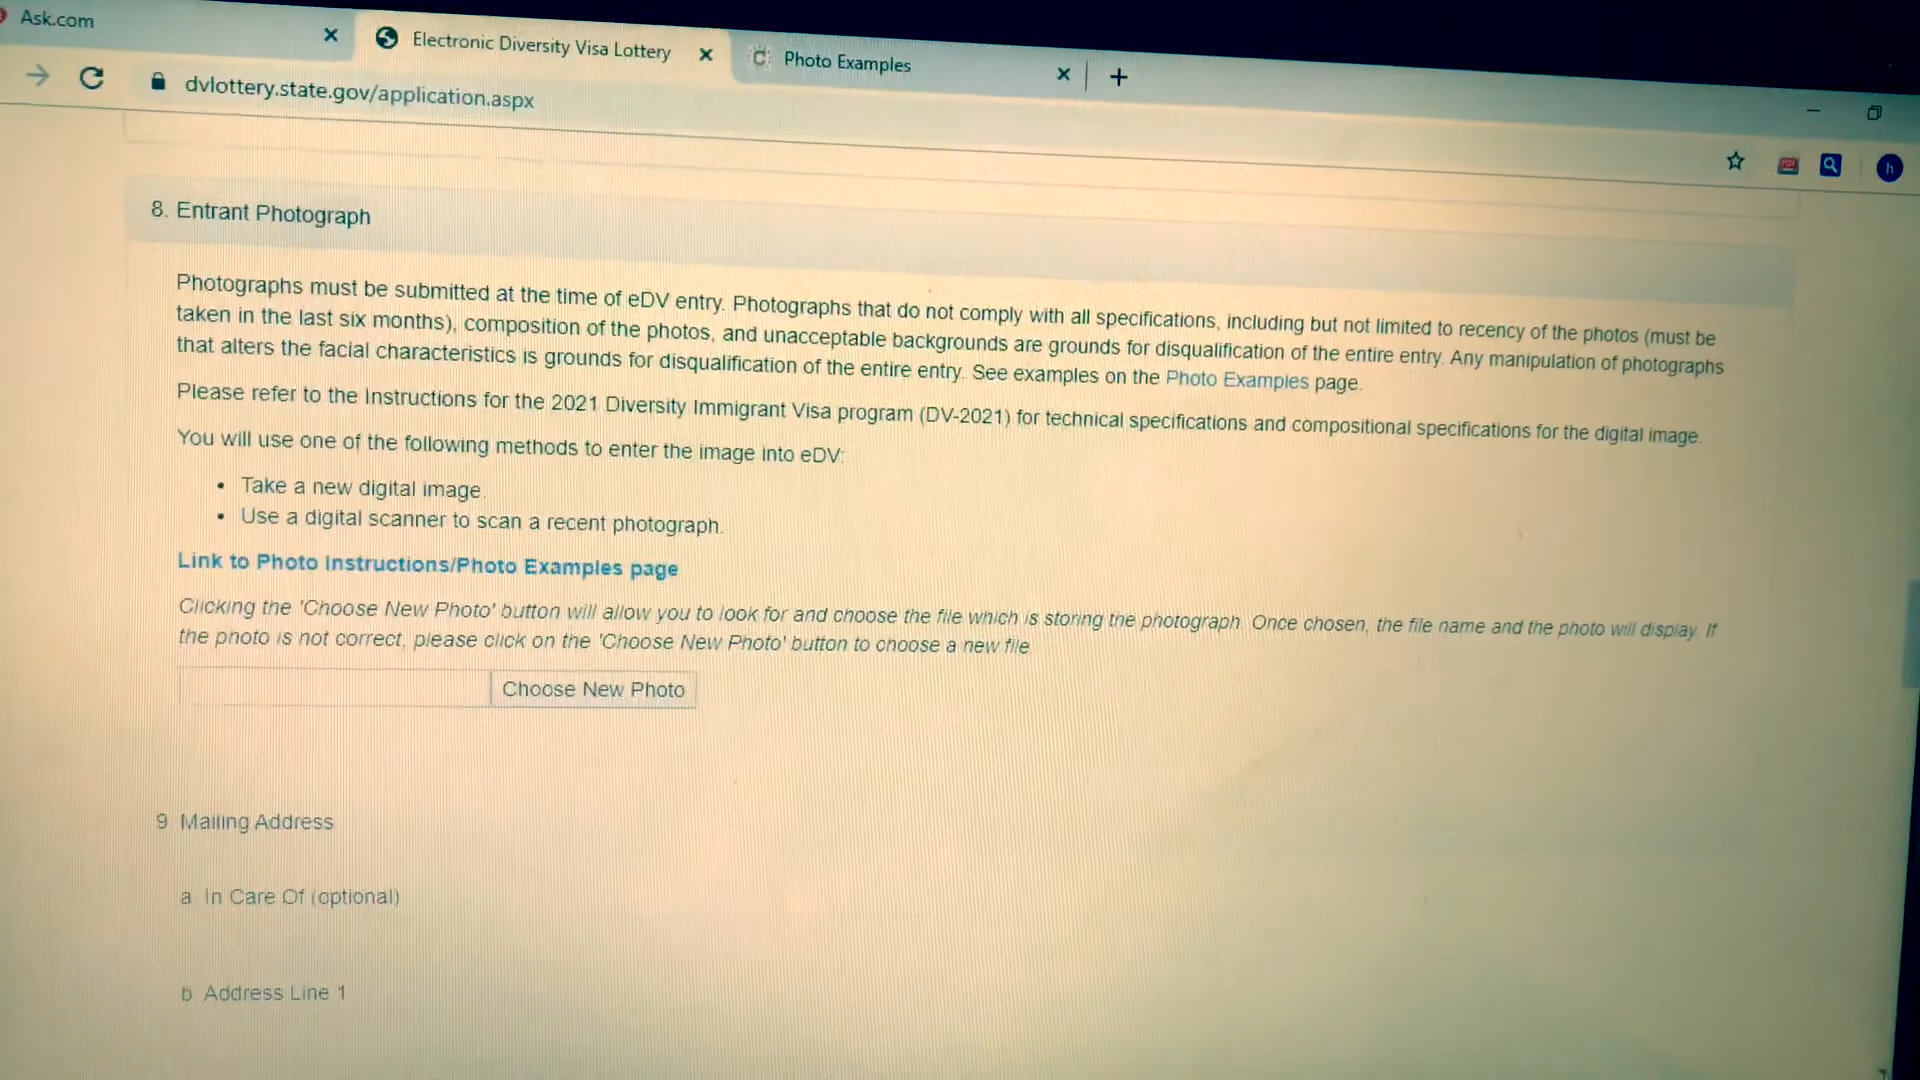 Ask.com
Electronic Diversity Visa Lottery
Photo Examples
dvlottery.state.gov/application.aspx
h
8. Entrant Photograph
Photographs must be submitted at the time of eDV entry. Photographs that do not comply with all specifications, including but not limited to recency of the photos (must be
taken in the last six months), composition of the photos, and unacceptable backgrounds are grounds for disqualification of the entire entry. Any manipulation of photographs
that alters the facial characteristics is grounds for disqualification of the entire entry. See examples on the Photo Examples page.
Please refer to the Instructions for the 2021 Diversity Immigrant Visa program (DV-2021) for technical specifications and compositional specifications for the digital image.
You will use one of the following methods to enter the image into eDV:
• Take a new digital image.
• Use a digital scanner to scan a recent photograph.
Link to Photo Instructions/Photo Examples page
Clicking the 'Choose New Photo' button will allow you to look for and choose the file which is storing the photograph. Once chosen, the file name and the photo will display. If
the photo is not correct, please click on the 'Choose New Photo' button to choose a new file.
Choose New Photo
9. Mailing Address
a. In Care Of (optional)
b. Address Line 1